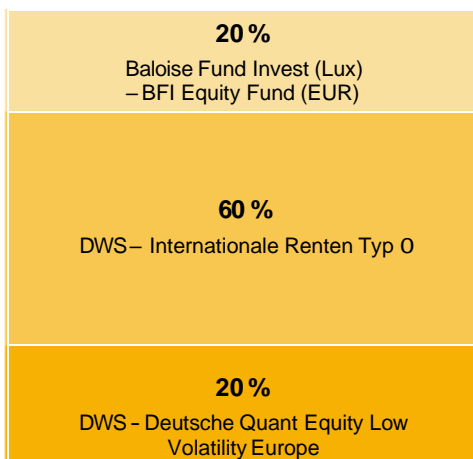 20 %
Baloise Fund Invest (Lux)
– BFI Equity Fund (EUR)
60 %
DWS – Internationale Renten Typ O
20 %
DWS - Deutsche Quant Equity Low
Volatility Europe